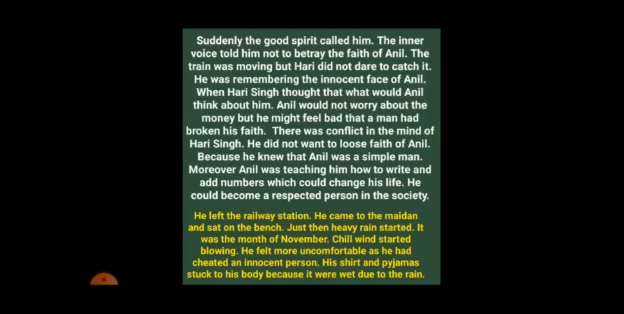 Suddenly the good spirit called him. The inner
voice told him not to betray the faith of Anil. The
train was moving but Hari did not dare to catch it.
He was remembering the innocent face of Anil.
When Hari Singh thought that what would Anil
think about him. Anil would not worry about the
money but he might feel bad that a man had
broken his faith. There was conflict in the mind of
Hari Singh. He did not want to loose faith of Anil.
Because he knew that Anil was a simple man.
Moreover Anil was teaching him how to write and
add numbers which could change his life. He
could become a respected person in the society.
He left the railway station. He came to the maidan
and sat on the bench. Just then heavy rain started. It
was the month of November. Chill wind started
blowing. He felt more uncomfortable as he had
cheated an innocent person. His shirt and pyjamas
stuck to his body because it were wet due to the rain.